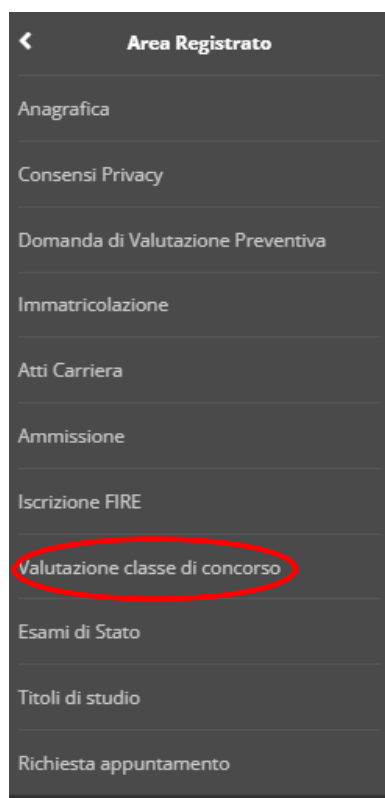 Area Registrato
Anagrafica
Consensi Privacy
Domanda di Valutazione Preventiva
Immatricolazione
Atti Carriera
Ammissione
Iscrizione FIRE
Valutazione classe di concorso
Esami di Stato
Titoli di studio
Richiesta appuntamento